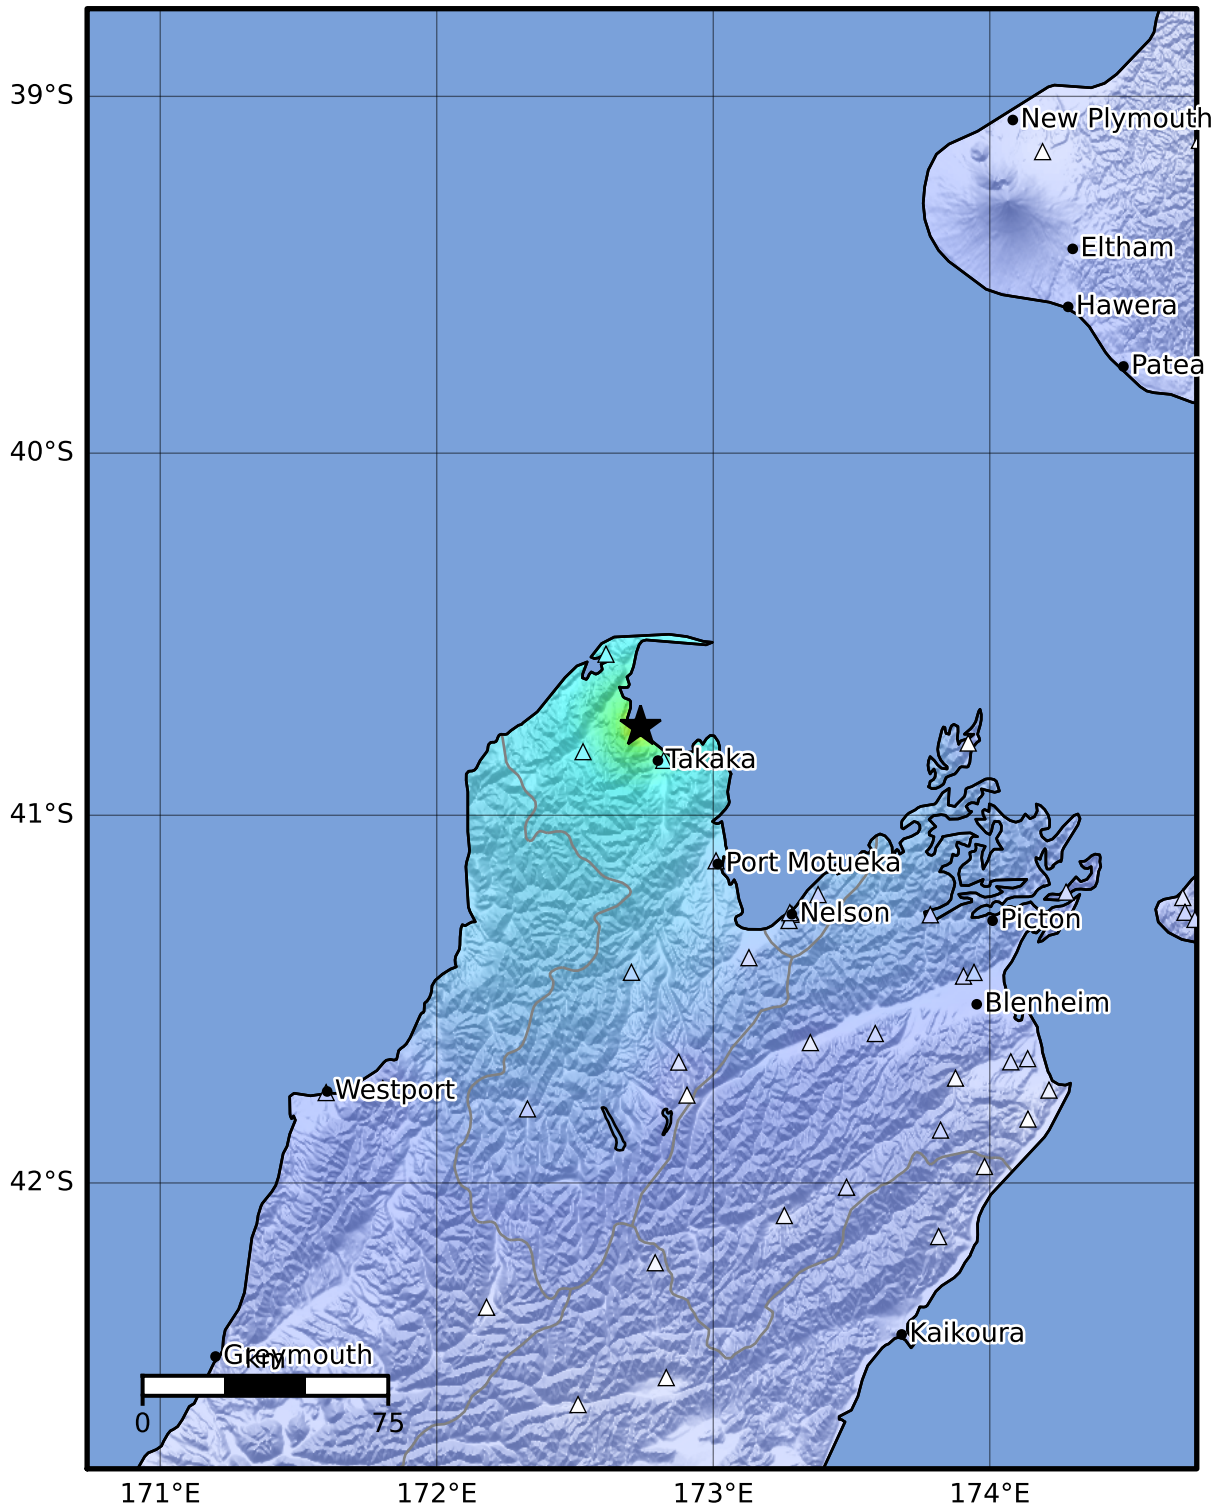 39°S
New Plymouth
Eltham
Hawera
Patea
40°S
Takaka
41°S
Port Motueka
Nelson
Picton
Blenheim
Westport
42°S
Kaikoura
Greymouth
km
0
75
171°E
172°E
173°E
174°E